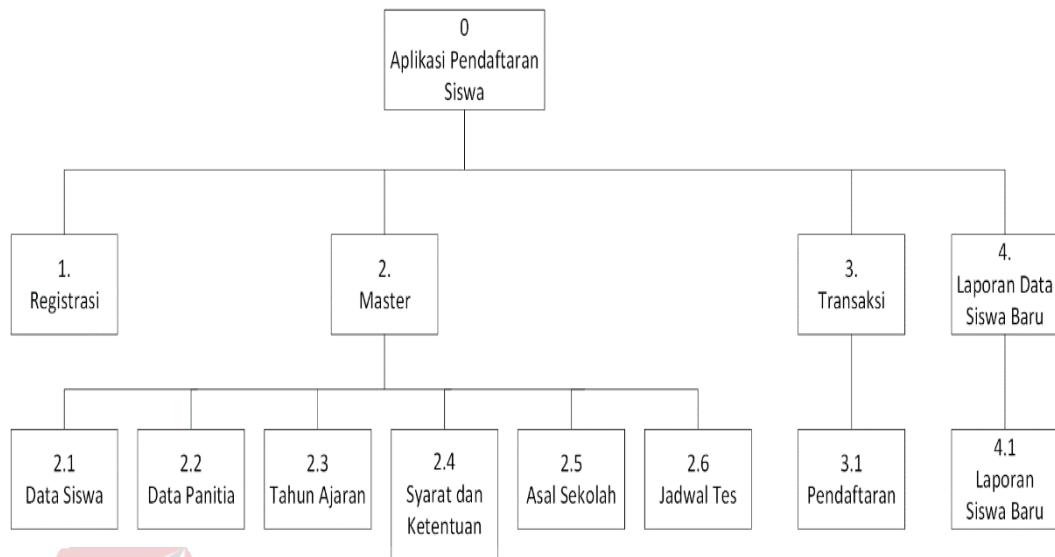 0
Aplikasi Pendaftaran
Siswa
1.
Registrasi
2.
Master
3.
Transaksi
4.
Laporan Data
Siswa Baru
2.1
Data Siswa
2.2
Data Panitia
2.3
Tahun Ajaran
2.4
Syarat dan
Ketentuan
2.5
Asal Sekolah
2.6
Jadwal Tes
3.1
Pendaftaran
4.1
Laporan
Siswa Baru